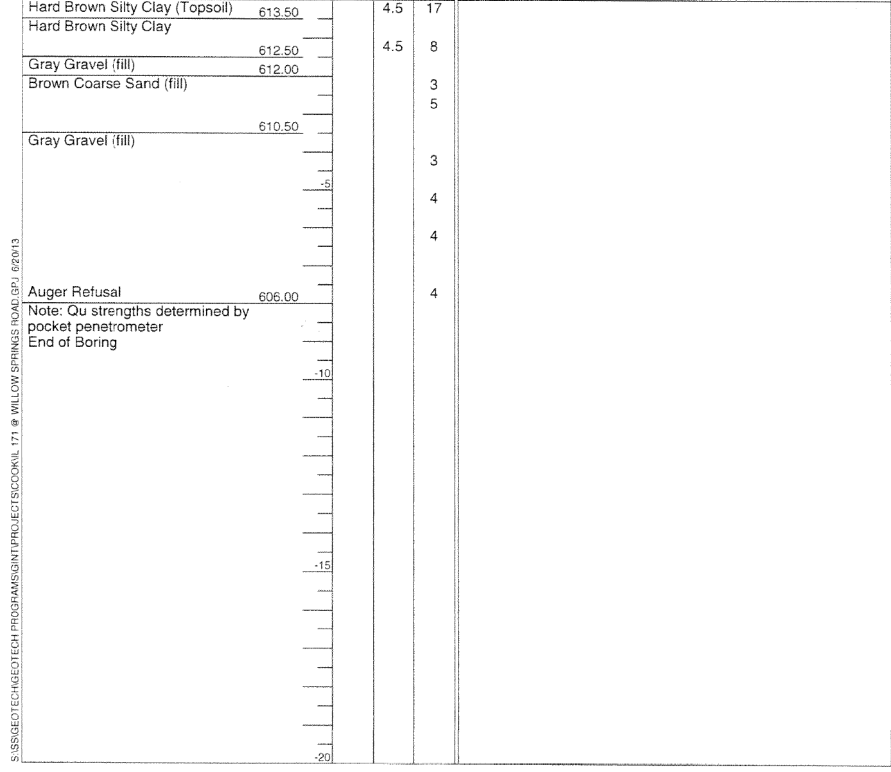 Hard Brown Silty Clay (Topsoil) 613.50 4.5 17
Hard Brown Silty Clay
612.50 4.5 8
Gray Gravel (fill) 612.00
Brown Coarse Sand (fill) 3
5
610.50
Gray Gravel (fill)
3
-5
4
4
Auger Refusal 606.00 4
Note: Qu strengths determined by
pocket penetrometer
End of Boring
-10
-15
-20
S:\SS\GEOTECH\GEOTECH PROGRAMS\GINT\PROJECTS\COOK\IL 171 @ WILLOW SPRINGS ROAD.GPJ 6/20/13